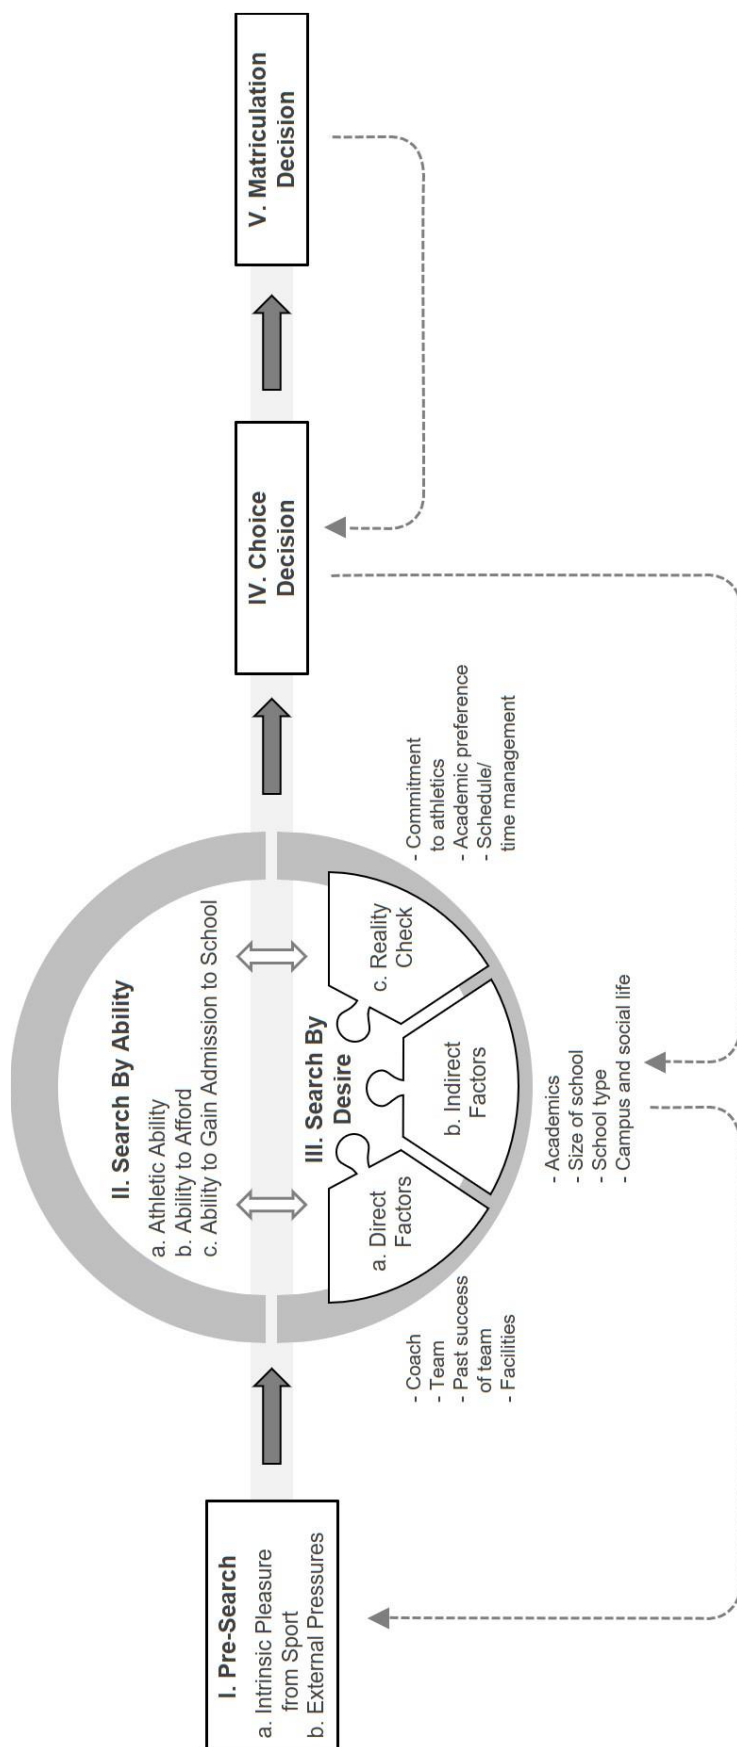 I. Pre-Search
a. Intrinsic Pleasure
from Sport
b. External Pressures
II. Search By Ability
a. Athletic Ability
b. Ability to Afford
c. Ability to Gain Admission to School
III. Search By
Desire
a. Direct
Factors
b. Indirect
Factors
c. Reality
Check
- Coach
- Team
- Past success
of team
- Facilities
- Academics
- Size of school
- School type
- Campus and social life
- Commitment
to athletics
- Academic preference
- Schedule/
time management
IV. Choice
Decision
V. Matriculation
Decision